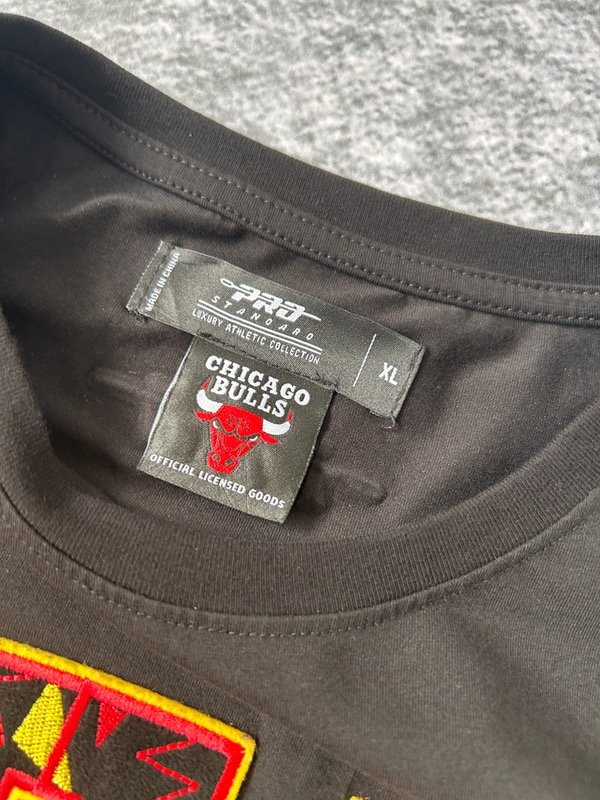 MADE IN CHINA
PRO
STANDARD
LUXURY ATHLETIC COLLECTION
XL
CHICAGO
BULLS
OFFICIAL LICENSED GOODS